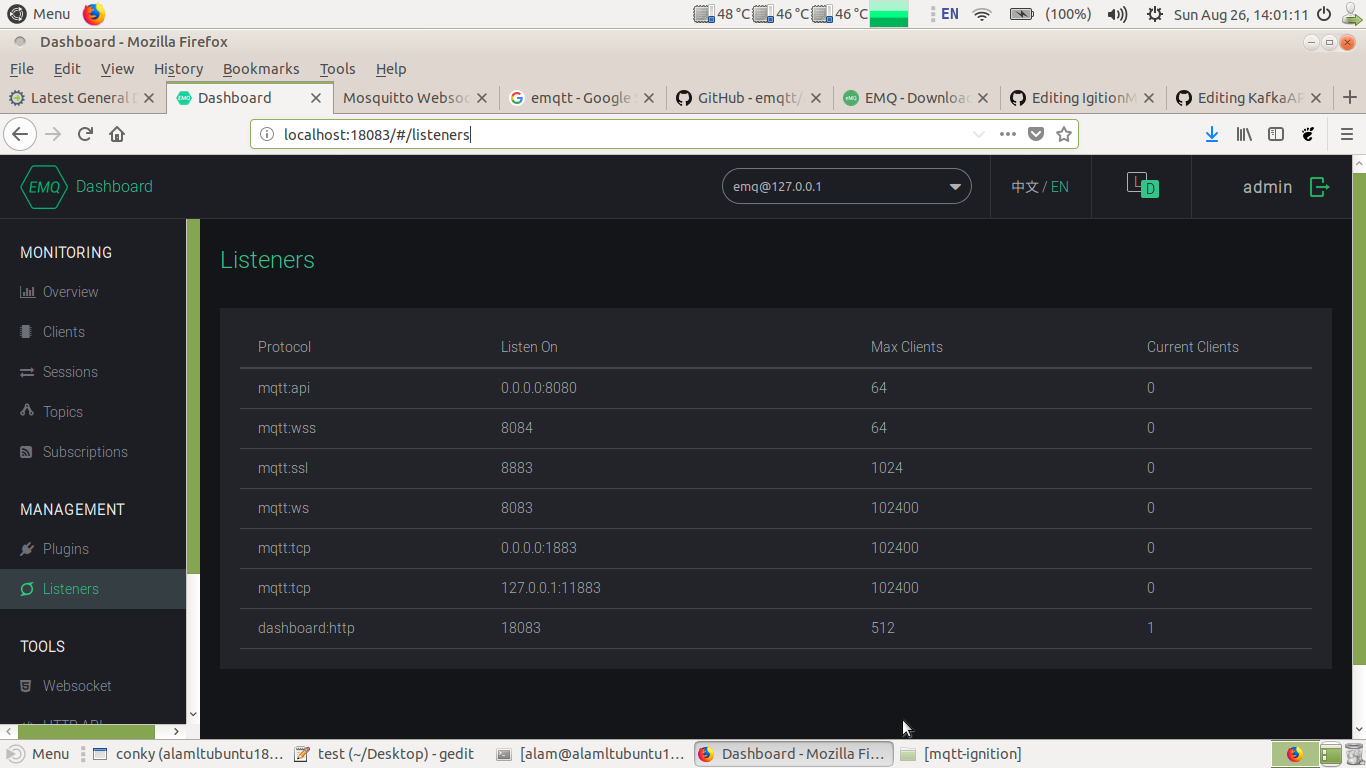 Menu 48 °C 46 °C 46 °C EN (100%) Sun Aug 26, 14:01:11
Dashboard - Mozilla Firefox
File Edit View History Bookmarks Tools Help
Latest General Dashboard Mosquitto Webso emqtt - Google GitHub - emqtt/ EMQ - Downloa Editing IgitionM Editing KafkaAP
localhost:18083/#/listeners
EMQ Dashboard emq@127.0.0.1 中文 / EN L D admin
MONITORING
Overview
Clients
Sessions
Topics
Subscriptions
MANAGEMENT
Plugins
Listeners
TOOLS
Websocket
HTTP API
Listeners
Protocol Listen On Max Clients Current Clients
mqtt:api 0.0.0.0:8080 64 0
mqtt:wss 8084 64 0
mqtt:ssl 8883 1024 0
mqtt:ws 8083 102400 0
mqtt:tcp 0.0.0.0:1883 102400 0
mqtt:tcp 127.0.0.1:11883 102400 0
dashboard:http 18083 512 1
Menu conky (alamltubuntu18... test (~/Desktop) - gedit [alam@alamltubuntu1... Dashboard - Mozilla Fi... [mqtt-ignition]